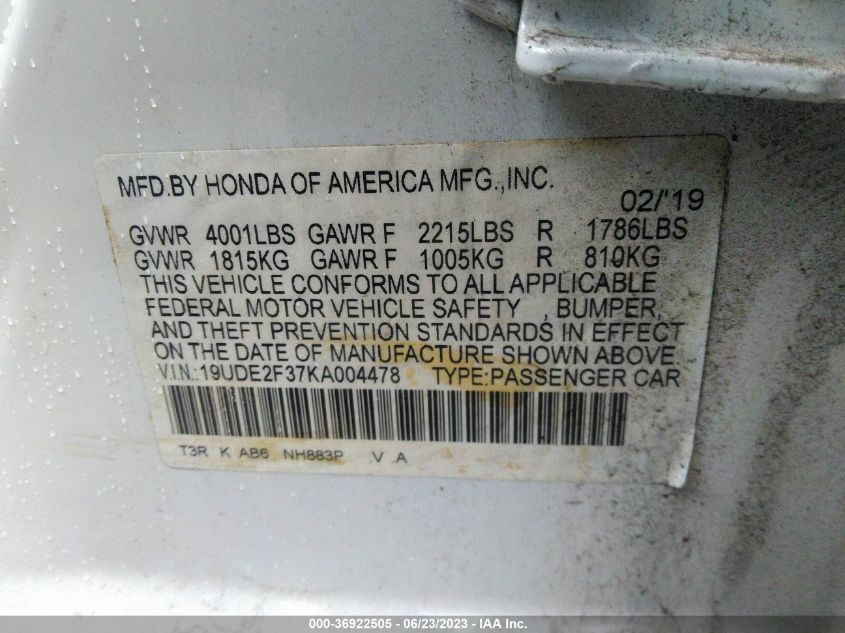 MFD.BY HONDA OF AMERICA MFG.,INC.
02/'19
GVWR 4001LBS GAWR F 2215LBS R 1786LBS
GVWR 1815KG GAWR F 1005KG R 810KG
THIS VEHICLE CONFORMS TO ALL APPLICABLE
FEDERAL MOTOR VEHICLE SAFETY , BUMPER,
AND THEFT PREVENTION STANDARDS IN EFFECT
ON THE DATE OF MANUFACTURE SHOWN ABOVE.
V.I.N.:19UDE2F37KA004478 TYPE:PASSENGER CAR
T3R K AB6 NH883P .V .A
000-36922505 - 06/23/2023 - IAA Inc.